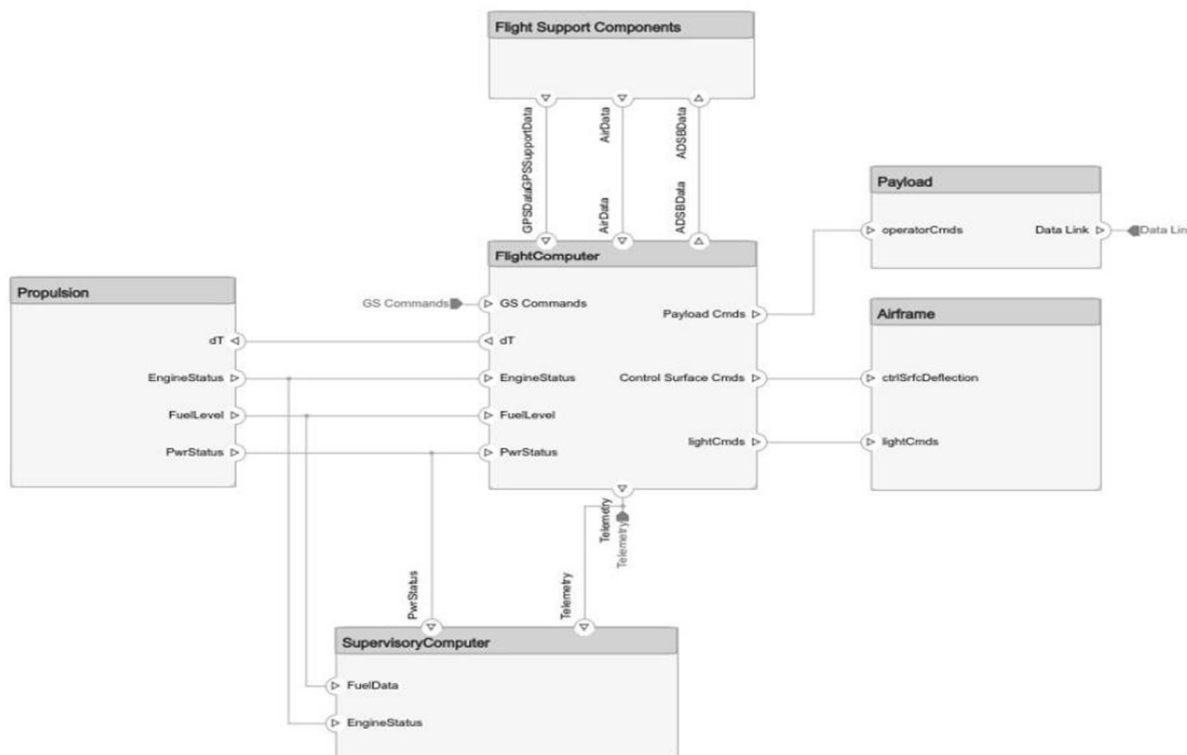 Flight Support Components
GPSSupportData
AirData
ADSBData
GPSData
AirData
ADSBData
Payload
operatorCmds
Data Link
Data Lin
FlightComputer
GS Commands
GS Commands
Payload Cmds
dT
EngineStatus
Control Surface Cmds
FuelLevel
PwrStatus
lightCmds
Propulsion
dT
EngineStatus
FuelLevel
PwrStatus
Airframe
ctrlSrfcDeflection
lightCmds
Telemetry
Telemetry
PwrStatus
Telemetry
SupervisoryComputer
FuelData
EngineStatus